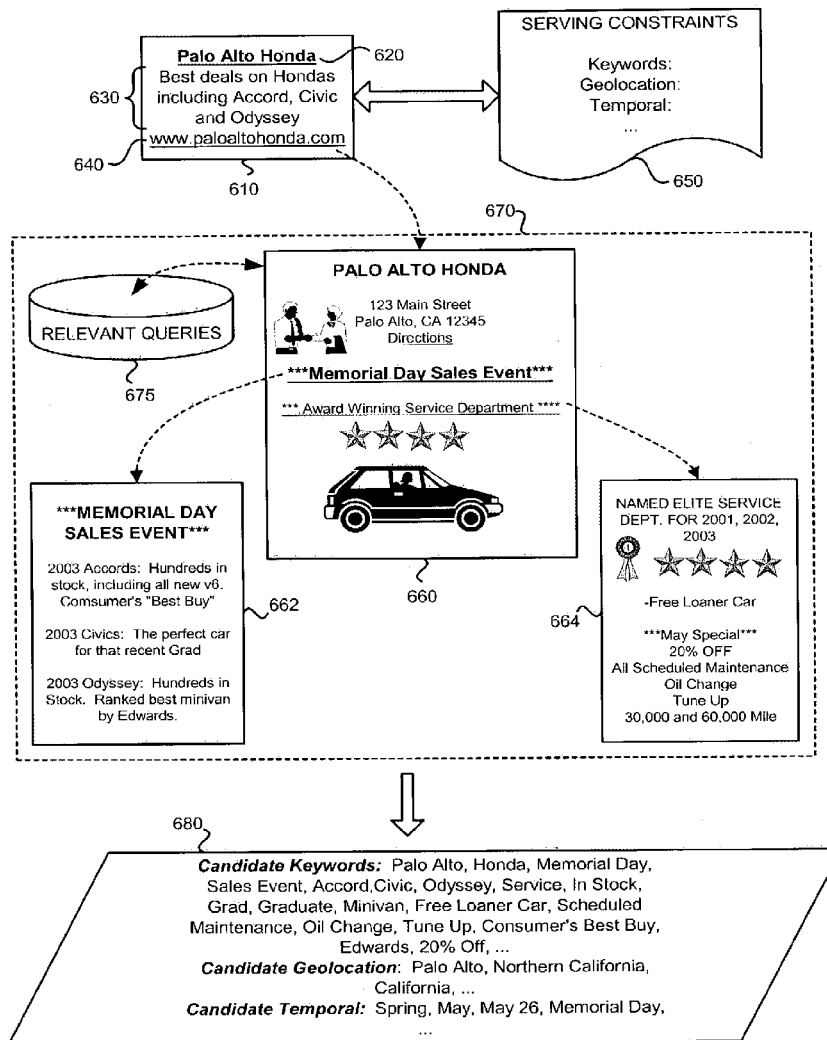 Palo Alto Honda
620
Best deals on Hondas
including Accord, Civic
and Odyssey
630
www.paloaltohonda.com
640
610
SERVING CONSTRAINTS
Keywords:
Geolocation:
Temporal:
...
650
670
RELEVANT QUERIES
675
PALO ALTO HONDA
123 Main Street
Palo Alto, CA 12345
Directions
***Memorial Day Sales Event***
*** Award Winning Service Department ****
660
***MEMORIAL DAY
SALES EVENT***
2003 Accords: Hundreds in
stock, including all new v6.
Comsumer's "Best Buy"
2003 Civics: The perfect car
for that recent Grad
2003 Odyssey: Hundreds in
Stock. Ranked best minivan
by Edwards.
662
NAMED ELITE SERVICE
DEPT. FOR 2001, 2002,
2003
1
-Free Loaner Car
***May Special***
20% OFF
All Scheduled Maintenance
Oil Change
Tune Up
30,000 and 60,000 Mile
664
680
Candidate Keywords: Palo Alto, Honda, Memorial Day,
Sales Event, Accord,Civic, Odyssey, Service, In Stock,
Grad, Graduate, Minivan, Free Loaner Car, Scheduled
Maintenance, Oil Change, Tune Up, Consumer's Best Buy,
Edwards, 20% Off, ...
Candidate Geolocation: Palo Alto, Northern California,
California, ...
Candidate Temporal: Spring, May, May 26, Memorial Day,
...